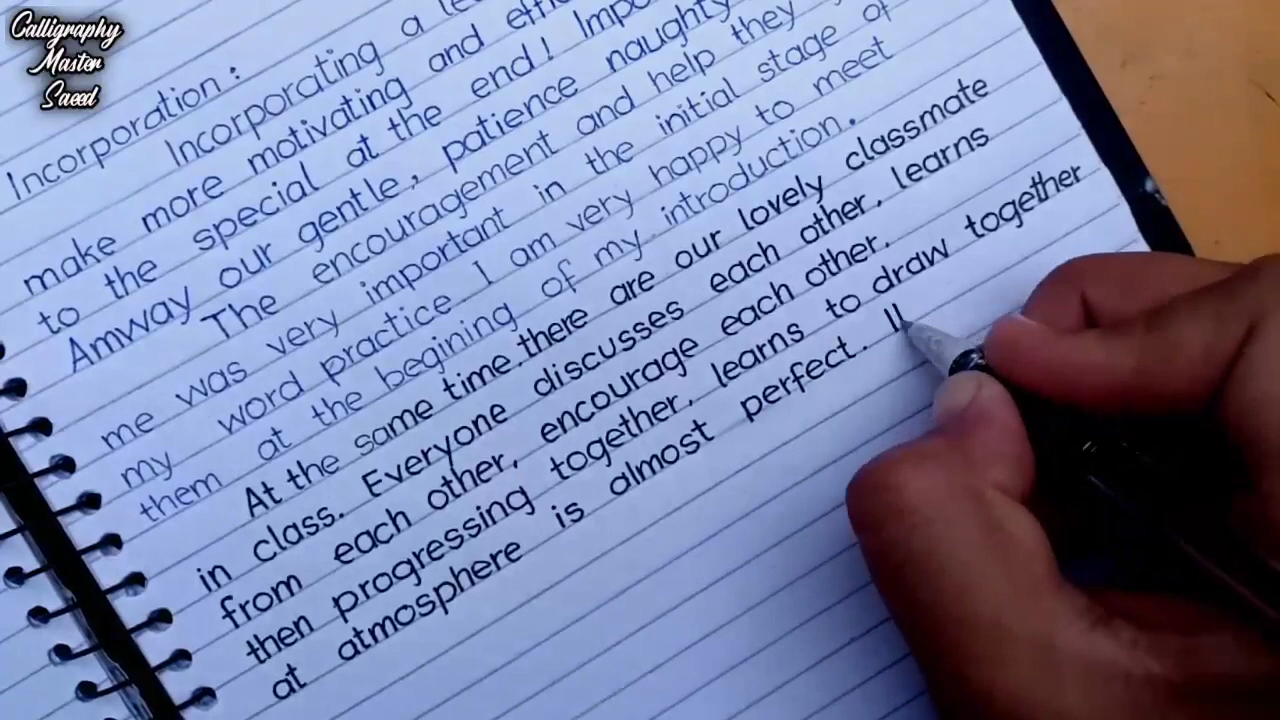 Calligraphy
Master
Saeed
Incorporation :
Incorporating a
make more motivating and
to the special at the end!
Amway our gentle, patience naughty
The encouragement and help they
me was very important in the initial stage of
my word practice I am very happy to meet
them at the begining of my introduction.
At the same time.there are our lovely classmate
in class. Everyone discusses each other, learns
from each other, encourage each other.
then progressing together, learns to draw together
at atmosphere is almost perfect. ll